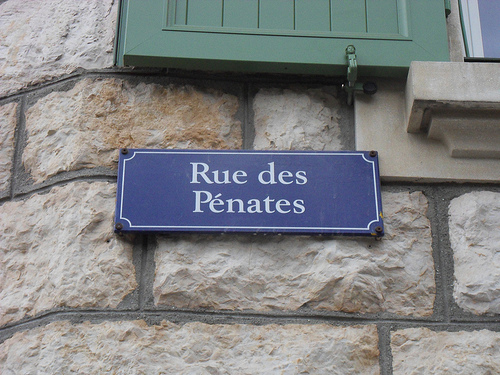 Rue des
Pénates